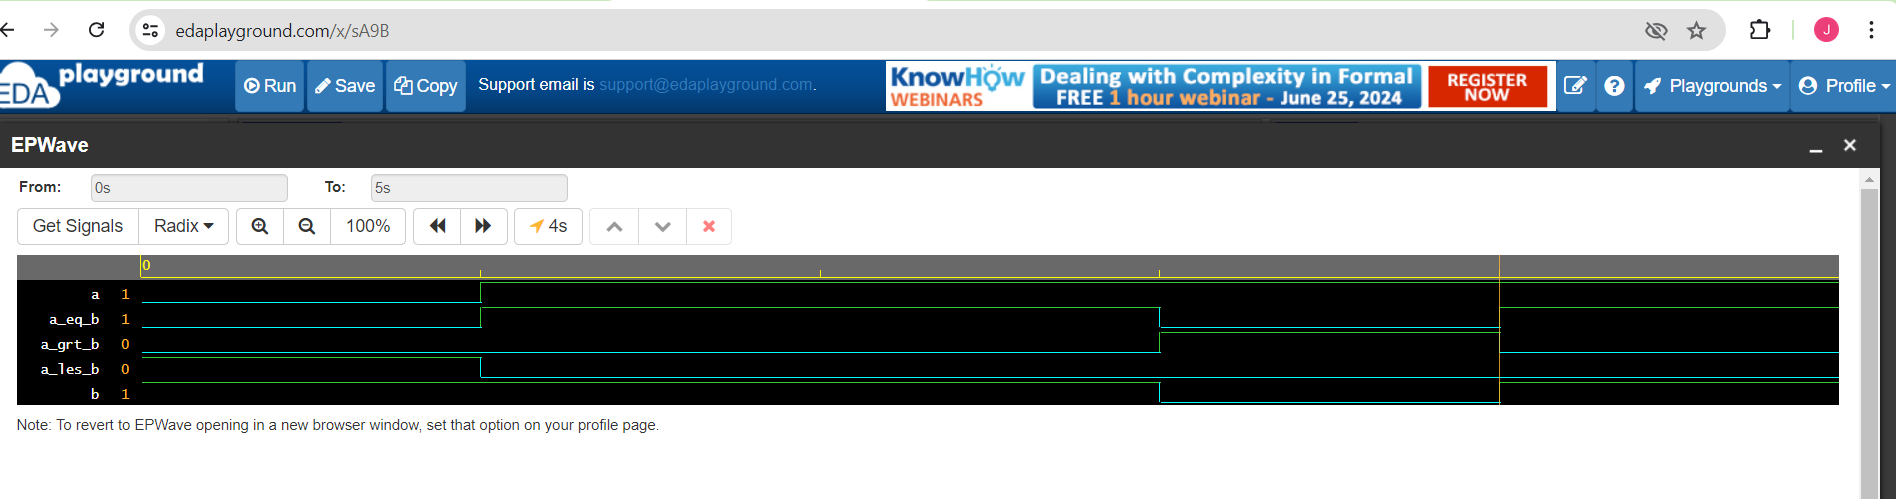 edaplayground.com/x/sA9B
J
EDA playground
Run Save Copy Support email is support@edaplayground.com.
KnowHow WEBINARS
Dealing with Complexity in Formal
FREE 1 hour webinar - June 25, 2024
REGISTER NOW
Playgrounds Profile
EPWave
From: 0s To: 5s
Get Signals Radix 100% 4s
0
a 1
a_eq_b 1
a_grt_b 0
a_les_b 0
b 1
Note: To revert to EPWave opening in a new browser window, set that option on your profile page.